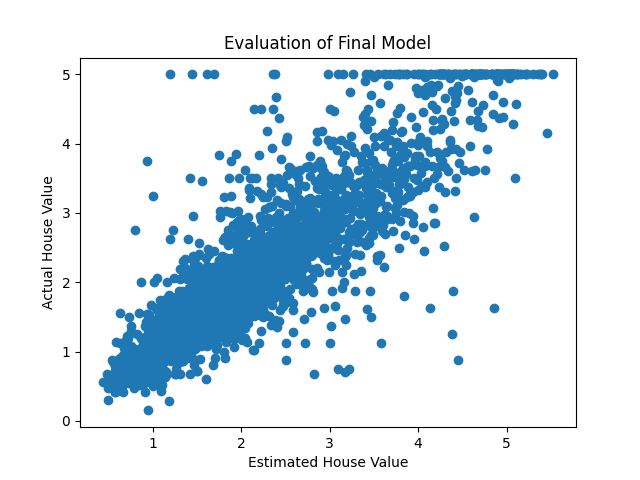 Evaluation of Final Model
5
4
3
2
1
0
Actual House Value
1 2 3 4 5
Estimated House Value